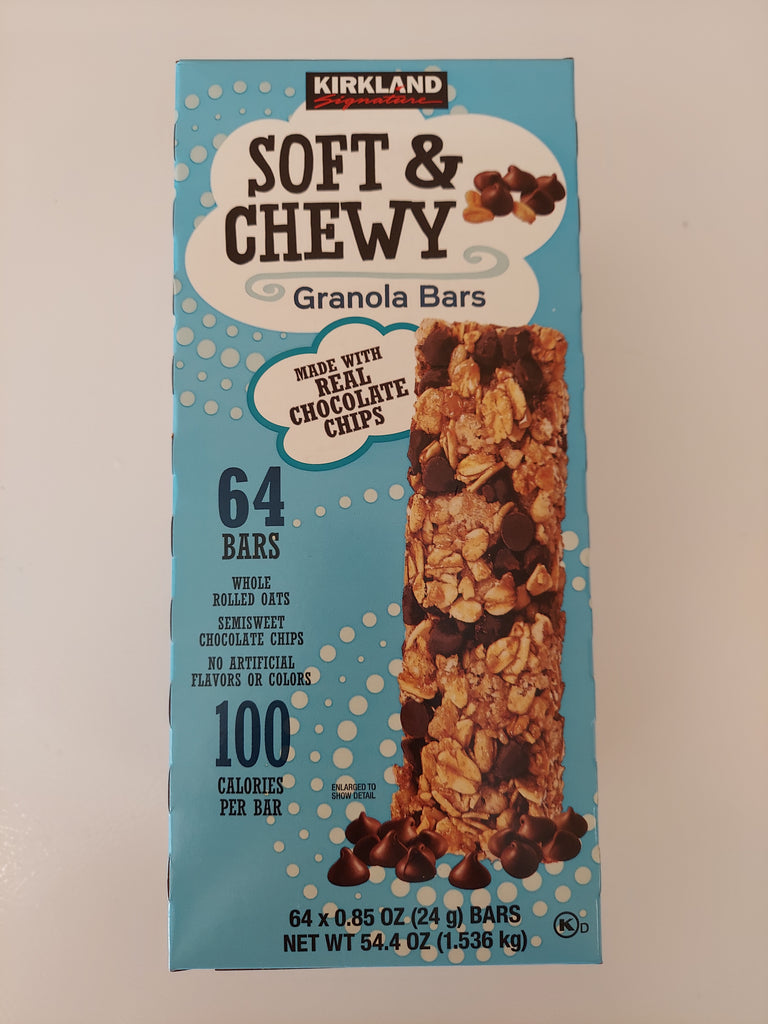 KIRKLAND
Signature
SOFT &
CHEWY
Granola Bars
MADE WITH
REAL
CHOCOLATE
CHIPS
64
BARS
WHOLE
ROLLED OATS
SEMISWEET
CHOCOLATE CHIPS
NO ARTIFICIAL
FLAVORS OR COLORS
100
CALORIES
PER BAR
ENLARGED TO
SHOW DETAIL
64 x 0.85 OZ (24 g) BARS
NET WT 54.4 OZ (1.536 kg)
K D